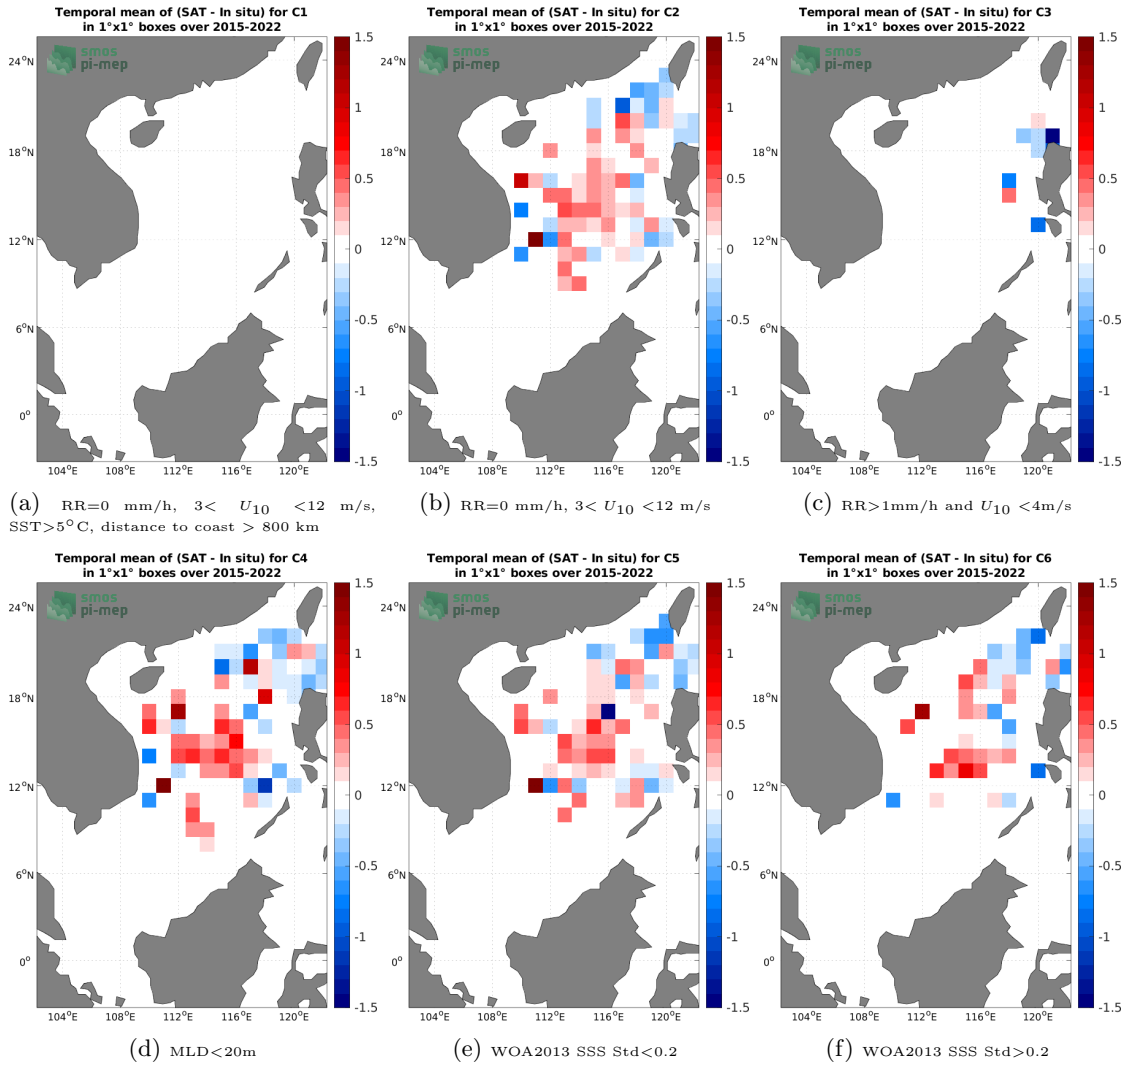 Temporal mean of (SAT - In situ) for C1
in 1°x1° boxes over 2015-2022
smos
pi-mep
24°N
18°N
12°N
6°N
0°
104°E 108°E 112°E 116°E 120°E
1.5
1
0.5
0
-0.5
-1
-1.5
(a) RR=0 mm/h, 3< U10 <12 m/s,
SST>5°C, distance to coast > 800 km
Temporal mean of (SAT - In situ) for C2
in 1°x1° boxes over 2015-2022
smos
pi-mep
24°N
18°N
12°N
6°N
0°
104°E 108°E 112°E 116°E 120°E
1.5
1
0.5
0
-0.5
-1
-1.5
(b) RR=0 mm/h, 3< U10 <12 m/s
Temporal mean of (SAT - In situ) for C3
in 1°x1° boxes over 2015-2022
smos
pi-mep
24°N
18°N
12°N
6°N
0°
104°E 108°E 112°E 116°E 120°E
1.5
1
0.5
0
-0.5
-1
-1.5
(c) RR>1mm/h and U10 <4m/s
Temporal mean of (SAT - In situ) for C4
in 1°x1° boxes over 2015-2022
smos
pi-mep
24°N
18°N
12°N
6°N
0°
104°E 108°E 112°E 116°E 120°E
1.5
1
0.5
0
-0.5
-1
-1.5
(d) MLD<20m
Temporal mean of (SAT - In situ) for C5
in 1°x1° boxes over 2015-2022
smos
pi-mep
24°N
18°N
12°N
6°N
0°
104°E 108°E 112°E 116°E 120°E
1.5
1
0.5
0
-0.5
-1
-1.5
(e) WOA2013 SSS Std<0.2
Temporal mean of (SAT - In situ) for C6
in 1°x1° boxes over 2015-2022
smos
pi-mep
24°N
18°N
12°N
6°N
0°
104°E 108°E 112°E 116°E 120°E
1.5
1
0.5
0
-0.5
-1
-1.5
(f) WOA2013 SSS Std>0.2